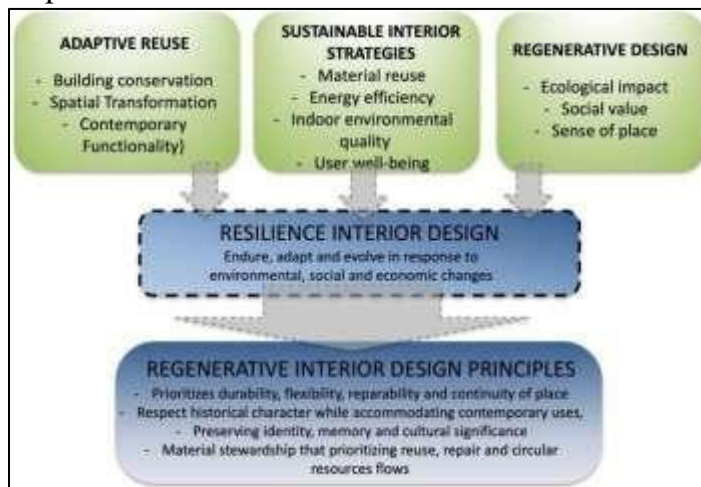 ADAPTIVE REUSE
- Building conservation
- Spatial Transformation
- Contemporary
Functionality)
SUSTAINABLE INTERIOR
STRATEGIES
- Material reuse
- Energy efficiency
- Indoor environmental
quality
- User well-being
REGENERATIVE DESIGN
- Ecological impact
- Social value
- Sense of place
RESILIENCE INTERIOR DESIGN
Endure, adapt and evolve in response to
environmental, social and economic changes
REGENERATIVE INTERIOR DESIGN PRINCIPLES
- Prioritizes durability, flexibility, reparability and continuity of place
- Respect historical character while accommodating contemporary uses,
- Preserving identity, memory and cultural significance
- Material stewardship that prioritizing reuse, repair and circular
resources flows